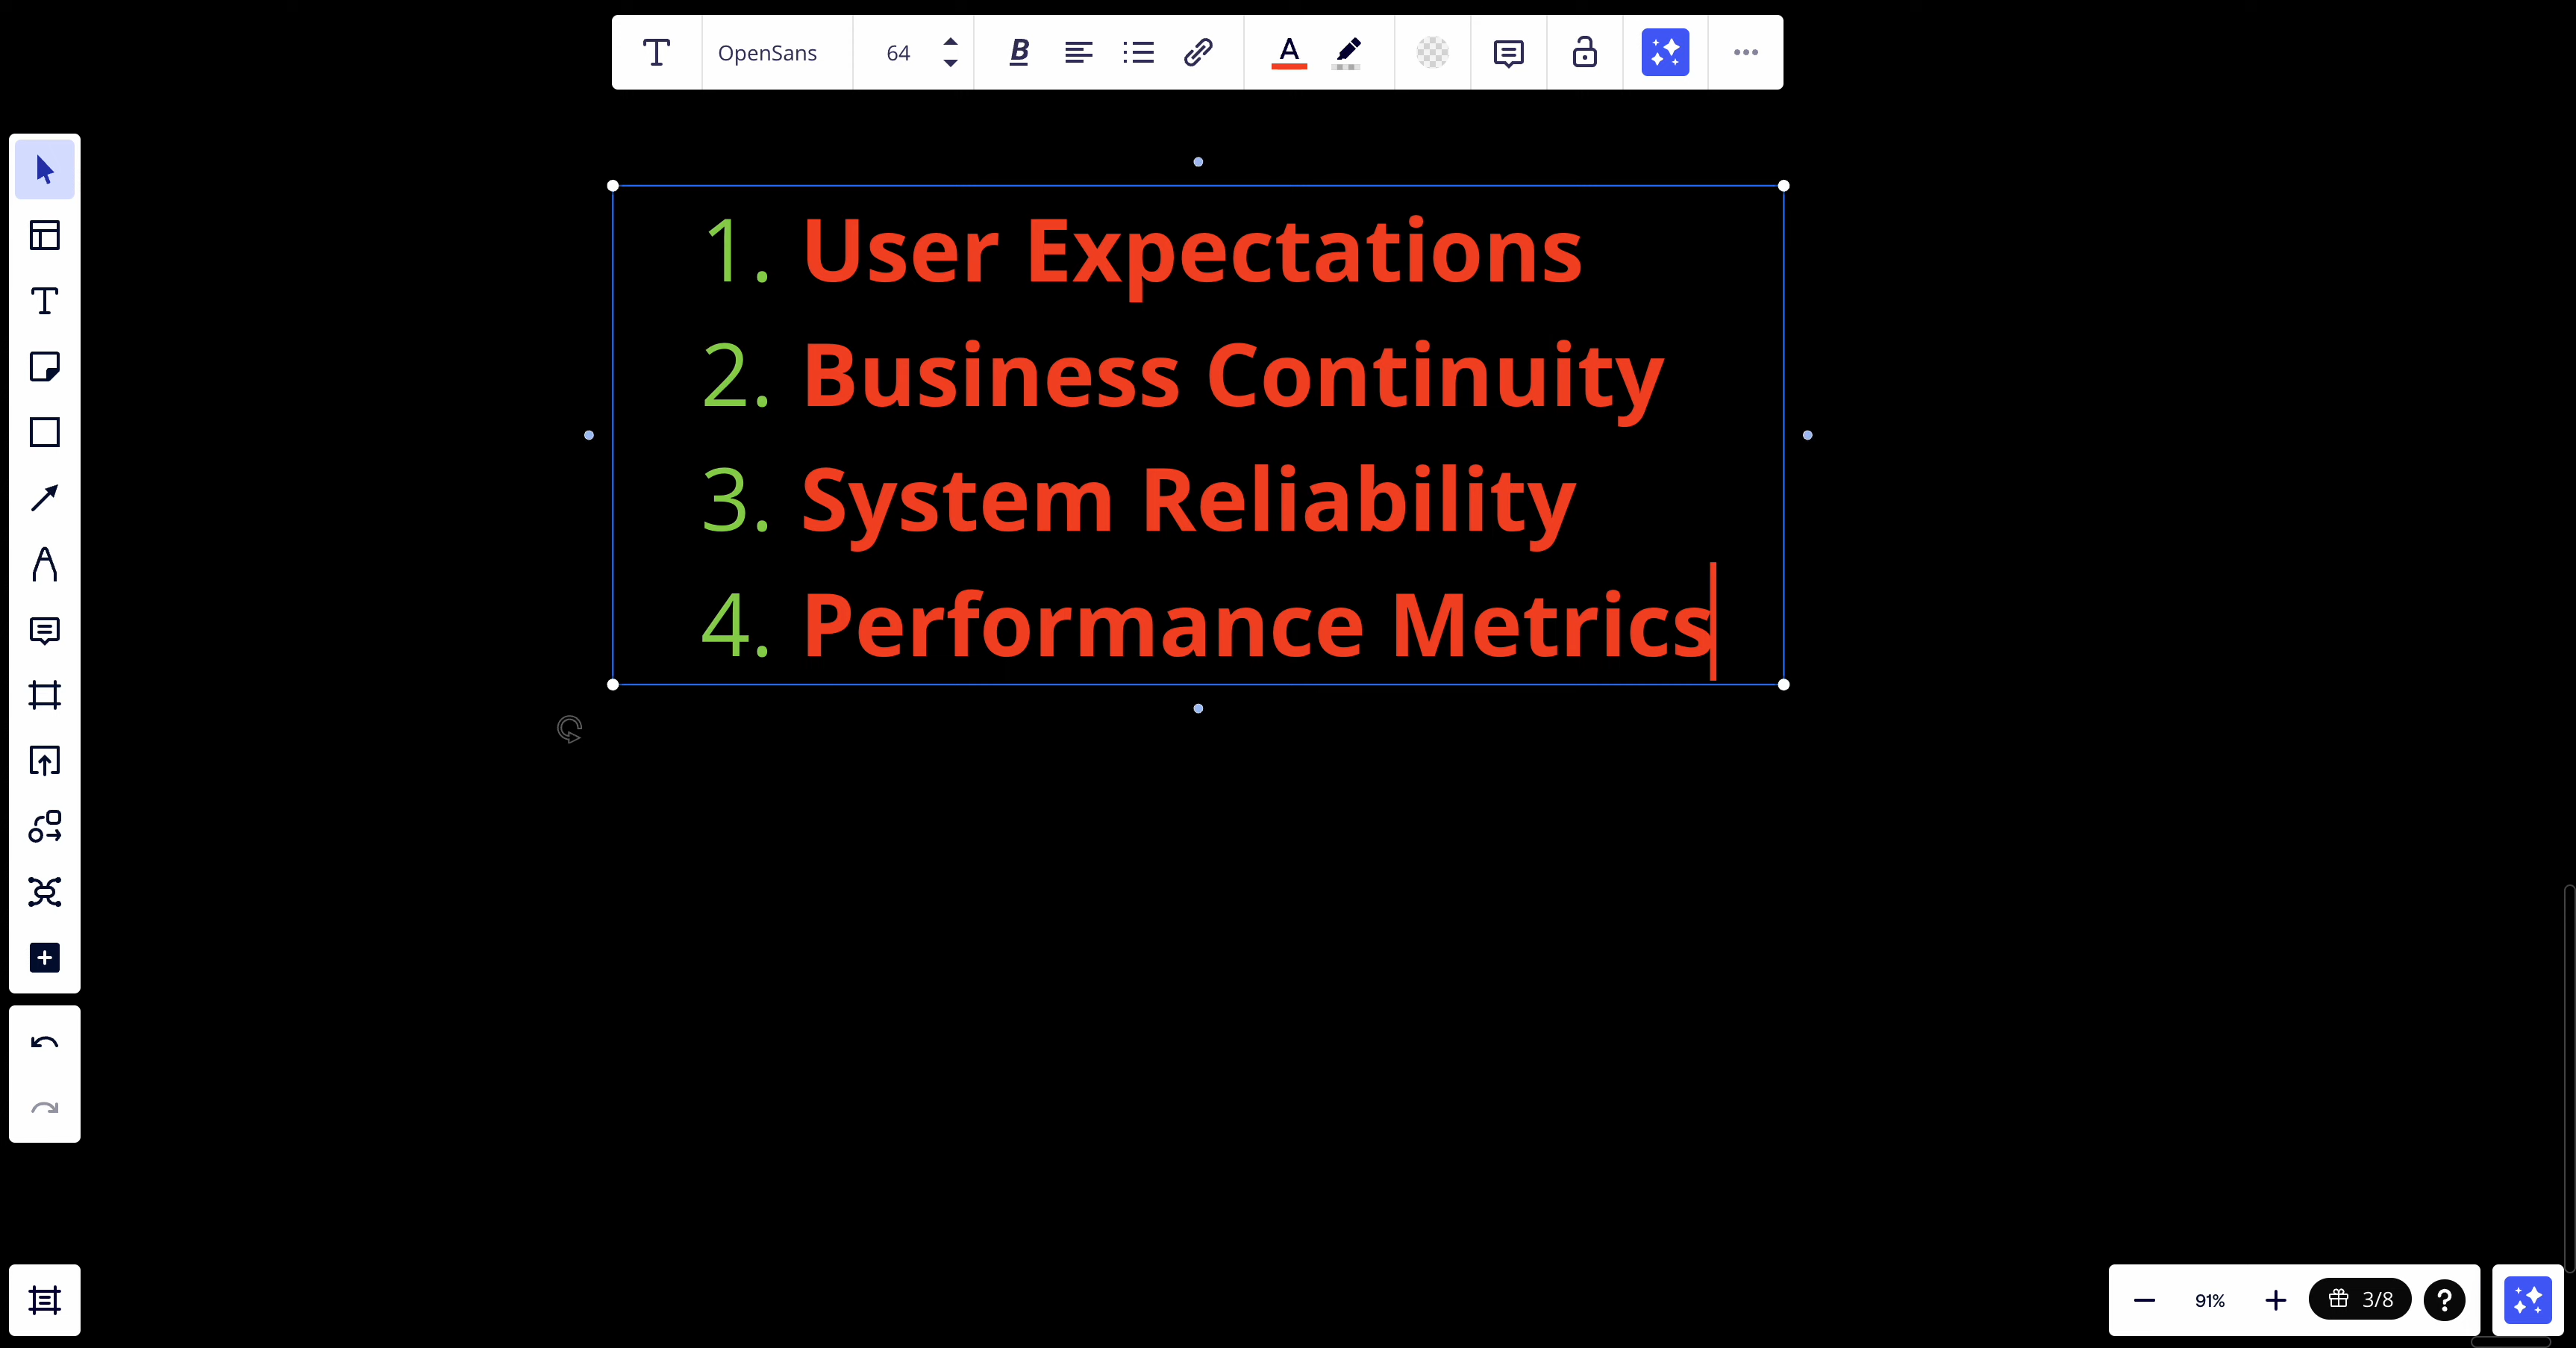 OpenSans 64 B A
1. User Expectations
2. Business Continuity
3. System Reliability
4. Performance Metrics
91% 3/8 ?